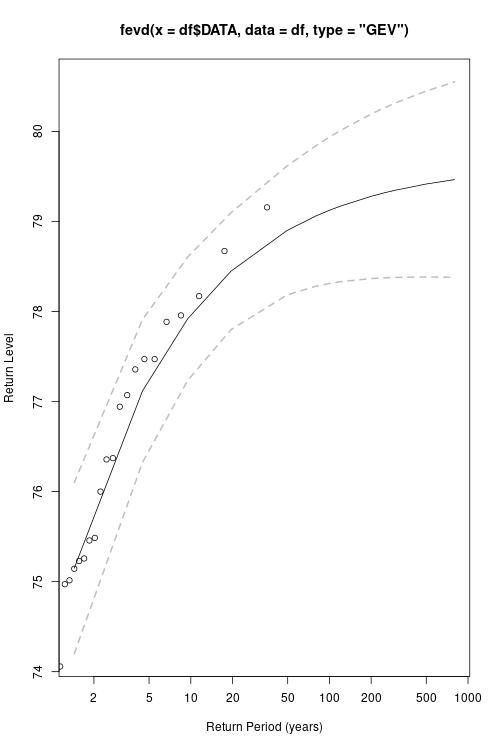 fevd(x = df$DATA, data = df, type = "GEV")
Return Level
80
79
78
77
76
75
74
2 5 10 20 50 100 200 500 1000
Return Period (years)